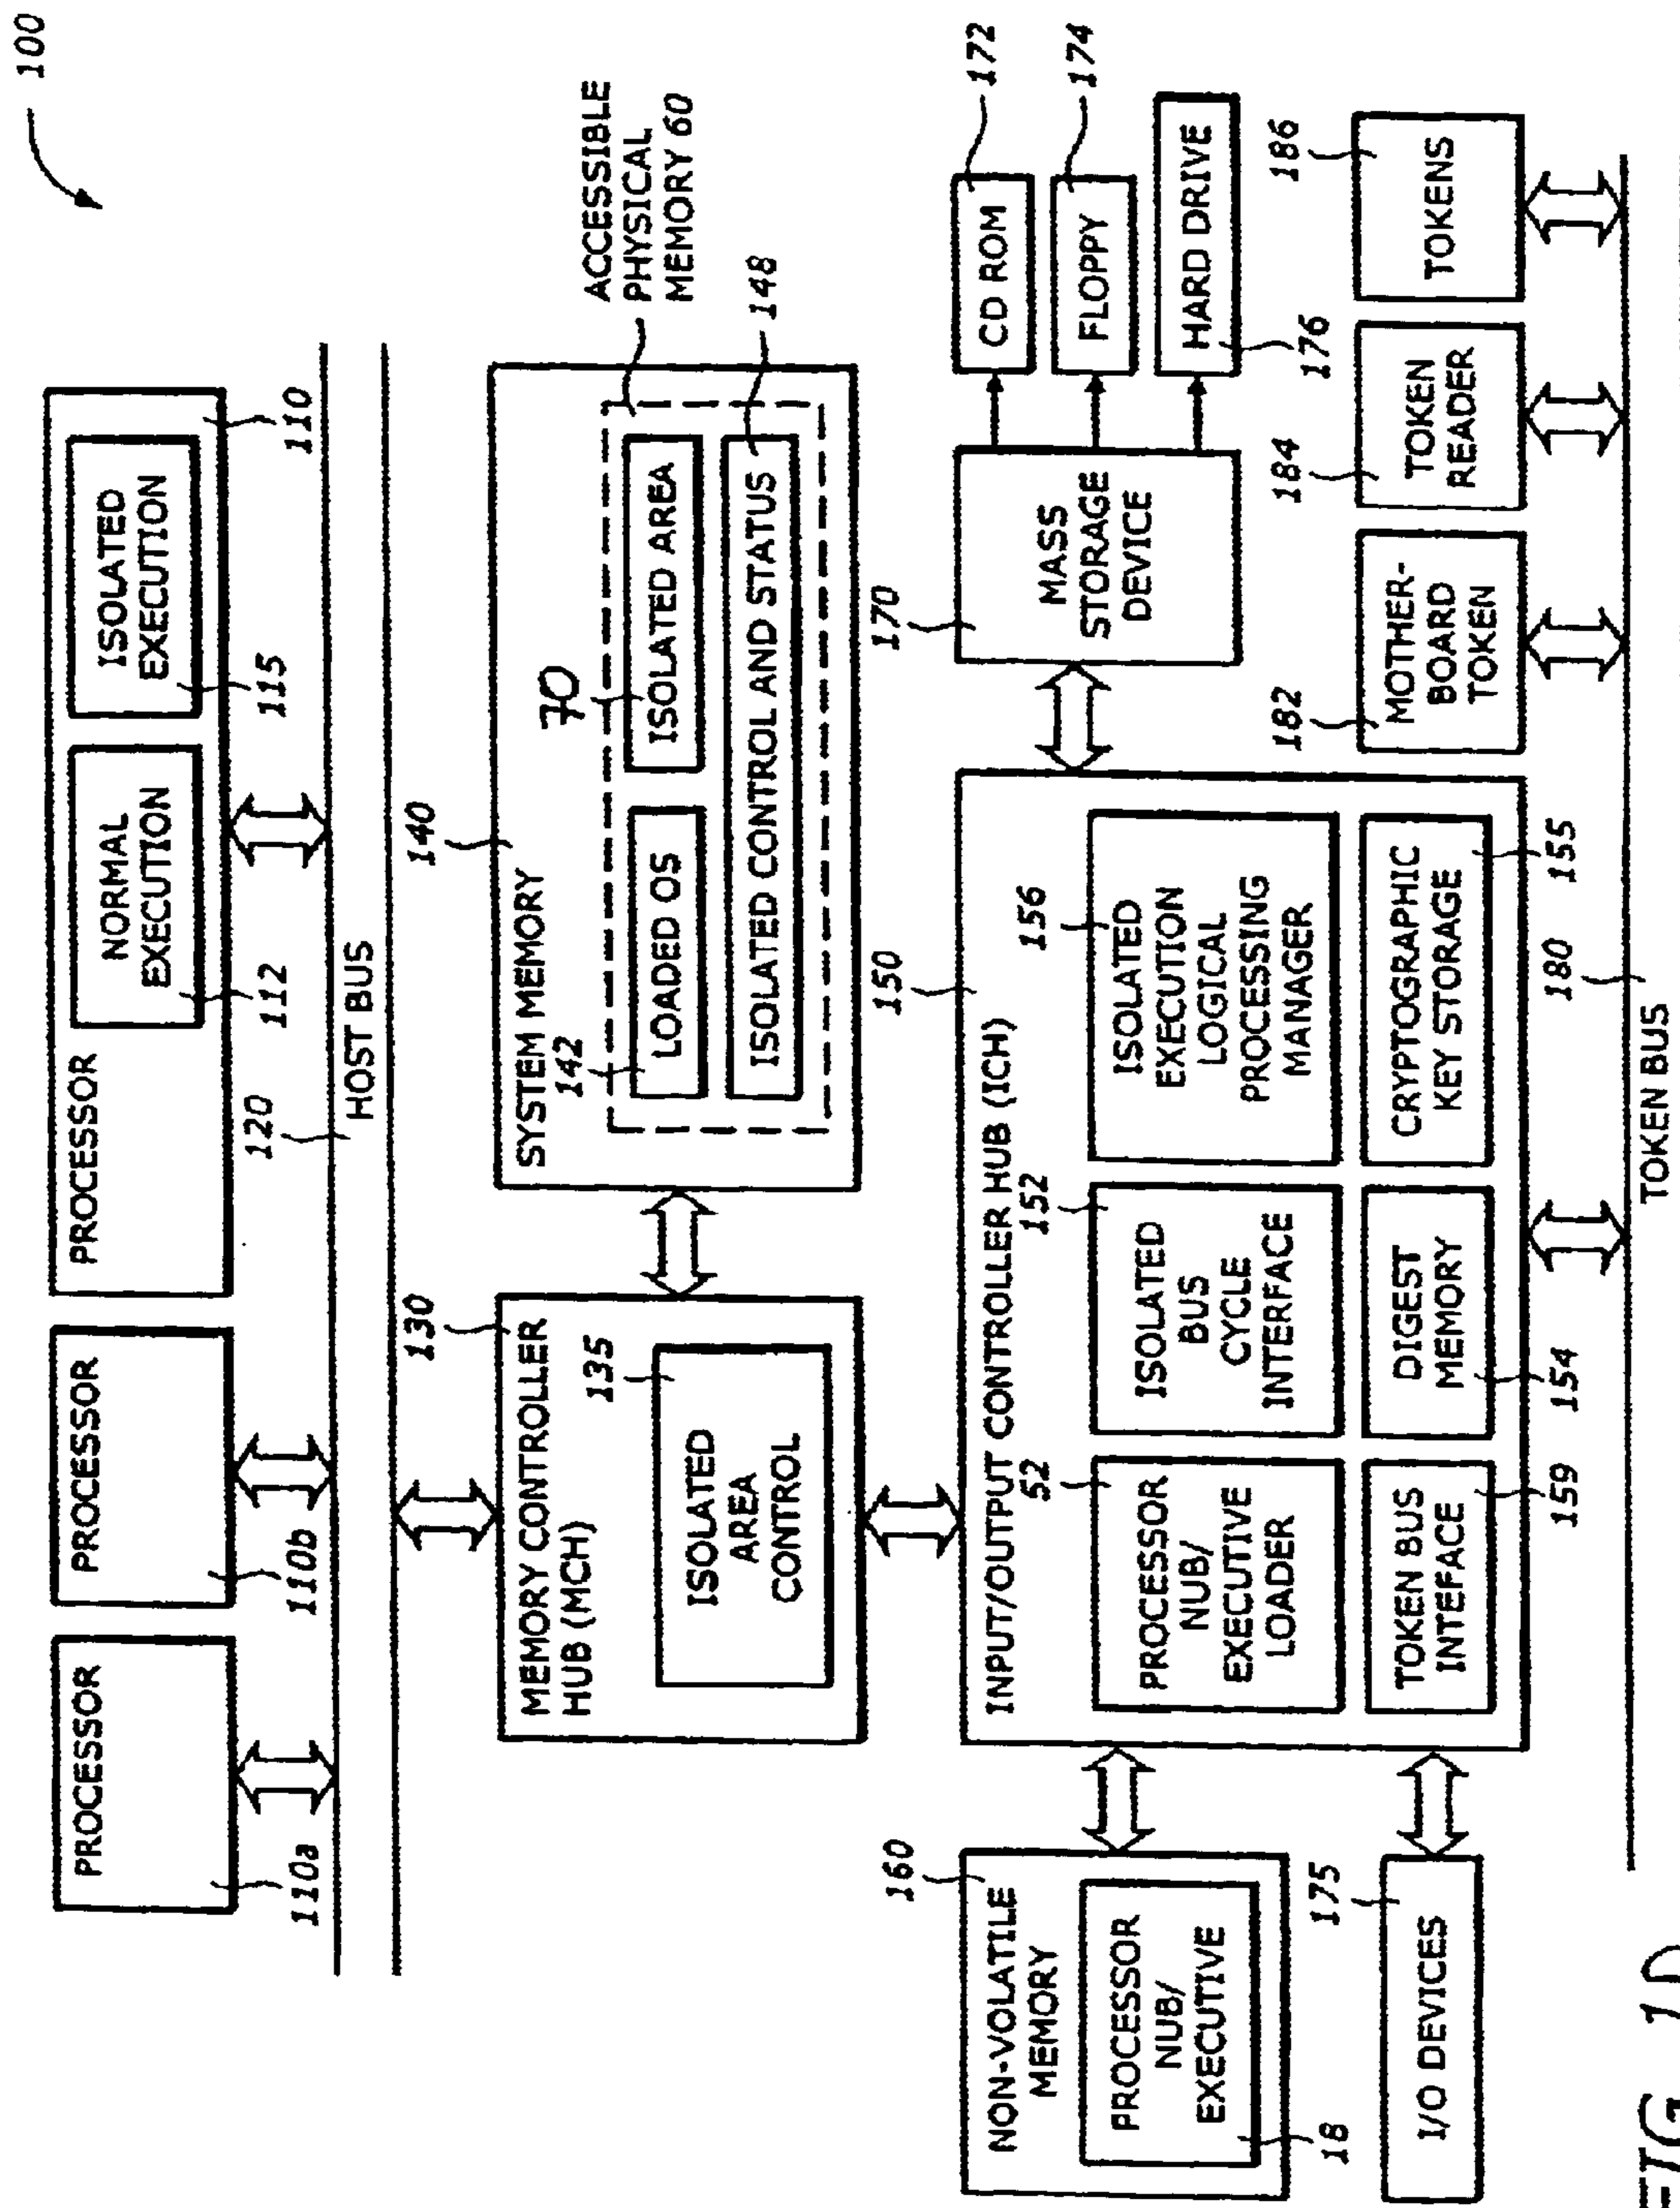 100
PROCESSOR
110a
PROCESSOR
110b
PROCESSOR
NORMAL
EXECUTION
112
ISOLATED
EXECUTION
115
110
120
HOST BUS
130
MEMORY CONTROLLER
HUB (MCH)
135
ISOLATED
AREA
CONTROL
140
SYSTEM MEMORY
142
LOADED OS
70
ISOLATED AREA
ISOLATED CONTROL AND STATUS
ACCESSIBLE
PHYSICAL
MEMORY 60
148
150
INPUT/OUTPUT CONTROLLER HUB (ICH)
52
PROCESSOR
NUB/
EXECUTIVE
LOADER
152
ISOLATED
BUS
CYCLE
INTERFACE
156
ISOLATED
EXECUTION
LOGICAL
PROCESSING
MANAGER
TOKEN BUS
INTEFACE
159
DIGEST
MEMORY
154
CRYPTOGRAPHIC
KEY STORAGE
155
160
NON-VOLATILE
MEMORY
PROCESSOR
NUB/
EXECUTIVE
18
175
I/O DEVICES
170
MASS
STORAGE
DEVICE
CD ROM
172
FLOPPY
174
HARD DRIVE
176
182
MOTHER-
BOARD
TOKEN
184
TOKEN
READER
186
TOKENS
180
TOKEN BUS
FIG. 1D